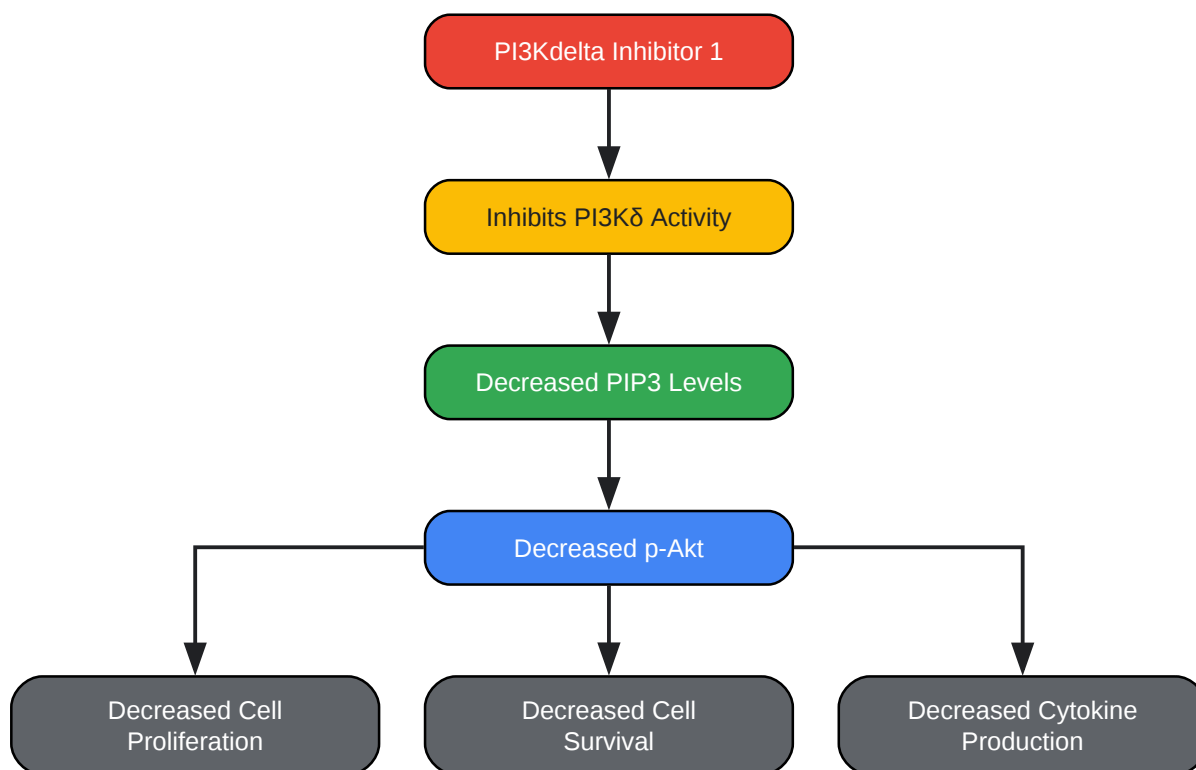 PI3Kdelta Inhibitor 1
Inhibits PI3Kδ Activity
Decreased PIP3 Levels
Decreased p-Akt
Decreased Cell
Proliferation
Decreased Cell
Survival
Decreased Cytokine
Production